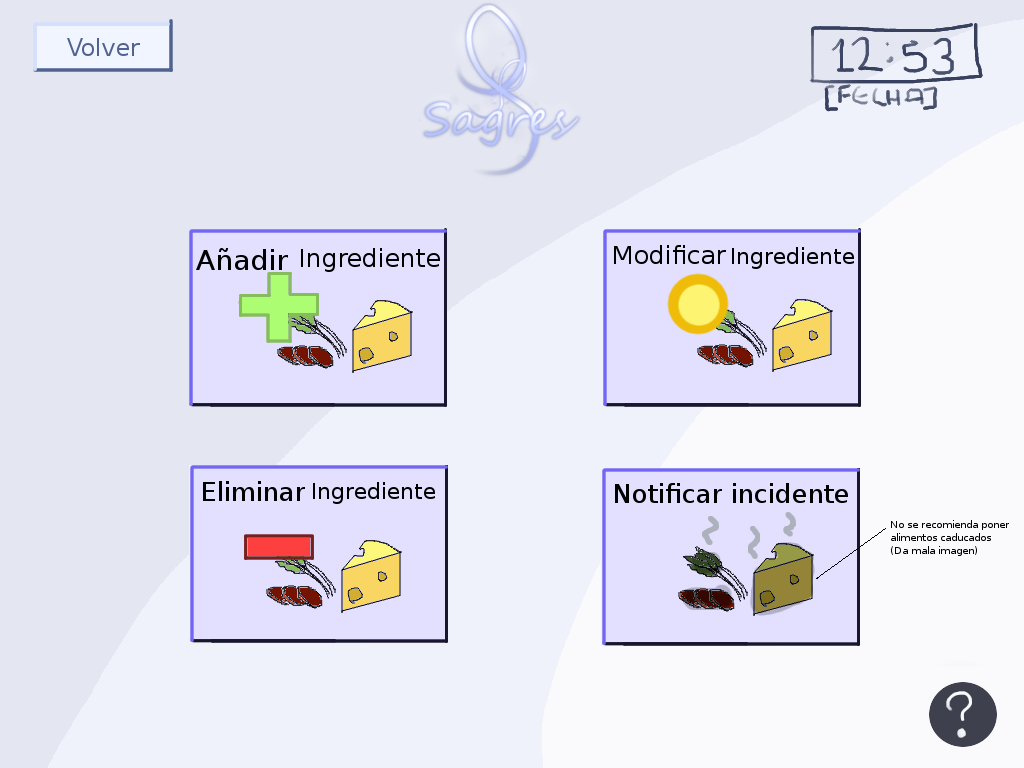 Volver
Sagres
12:53
[FECHA]
Añadir Ingrediente
Modificar Ingrediente
Eliminar Ingrediente
Notificar incidente
No se recomienda poner
alimentos caducados
(Da mala imagen)
?